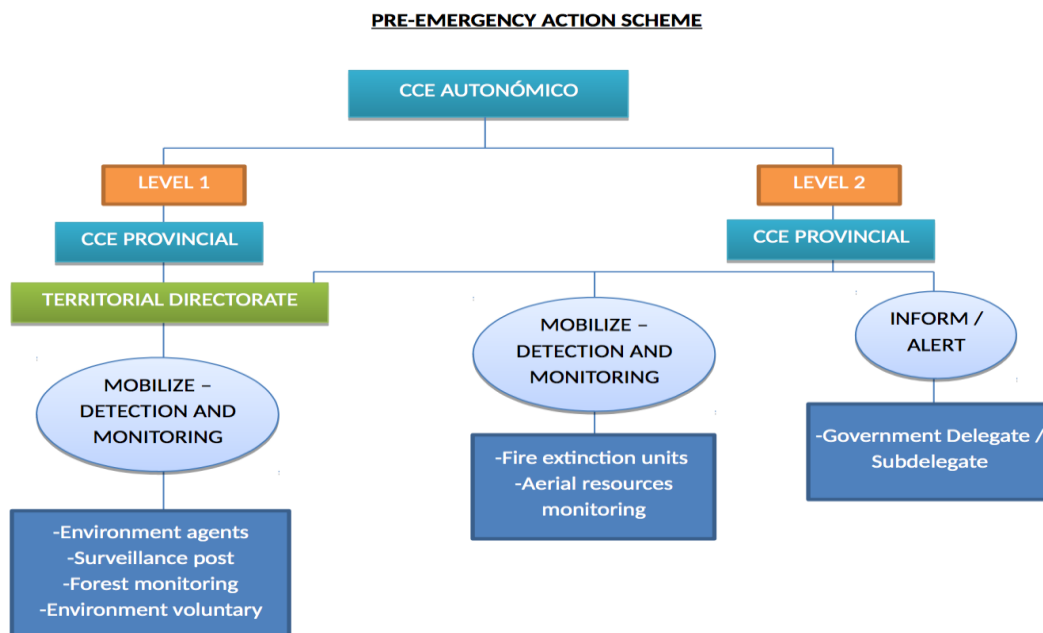 PRE-EMERGENCY ACTION SCHEME
CCE AUTONÓMICO
LEVEL 1
LEVEL 2
CCE PROVINCIAL
CCE PROVINCIAL
TERRITORIAL DIRECTORATE
MOBILIZE –
DETECTION AND
MONITORING
MOBILIZE –
DETECTION AND
MONITORING
INFORM /
ALERT
-Environment agents
-Surveillance post
-Forest monitoring
-Environment voluntary
-Fire extinction units
-Aerial resources
monitoring
-Government Delegate /
Subdelegate